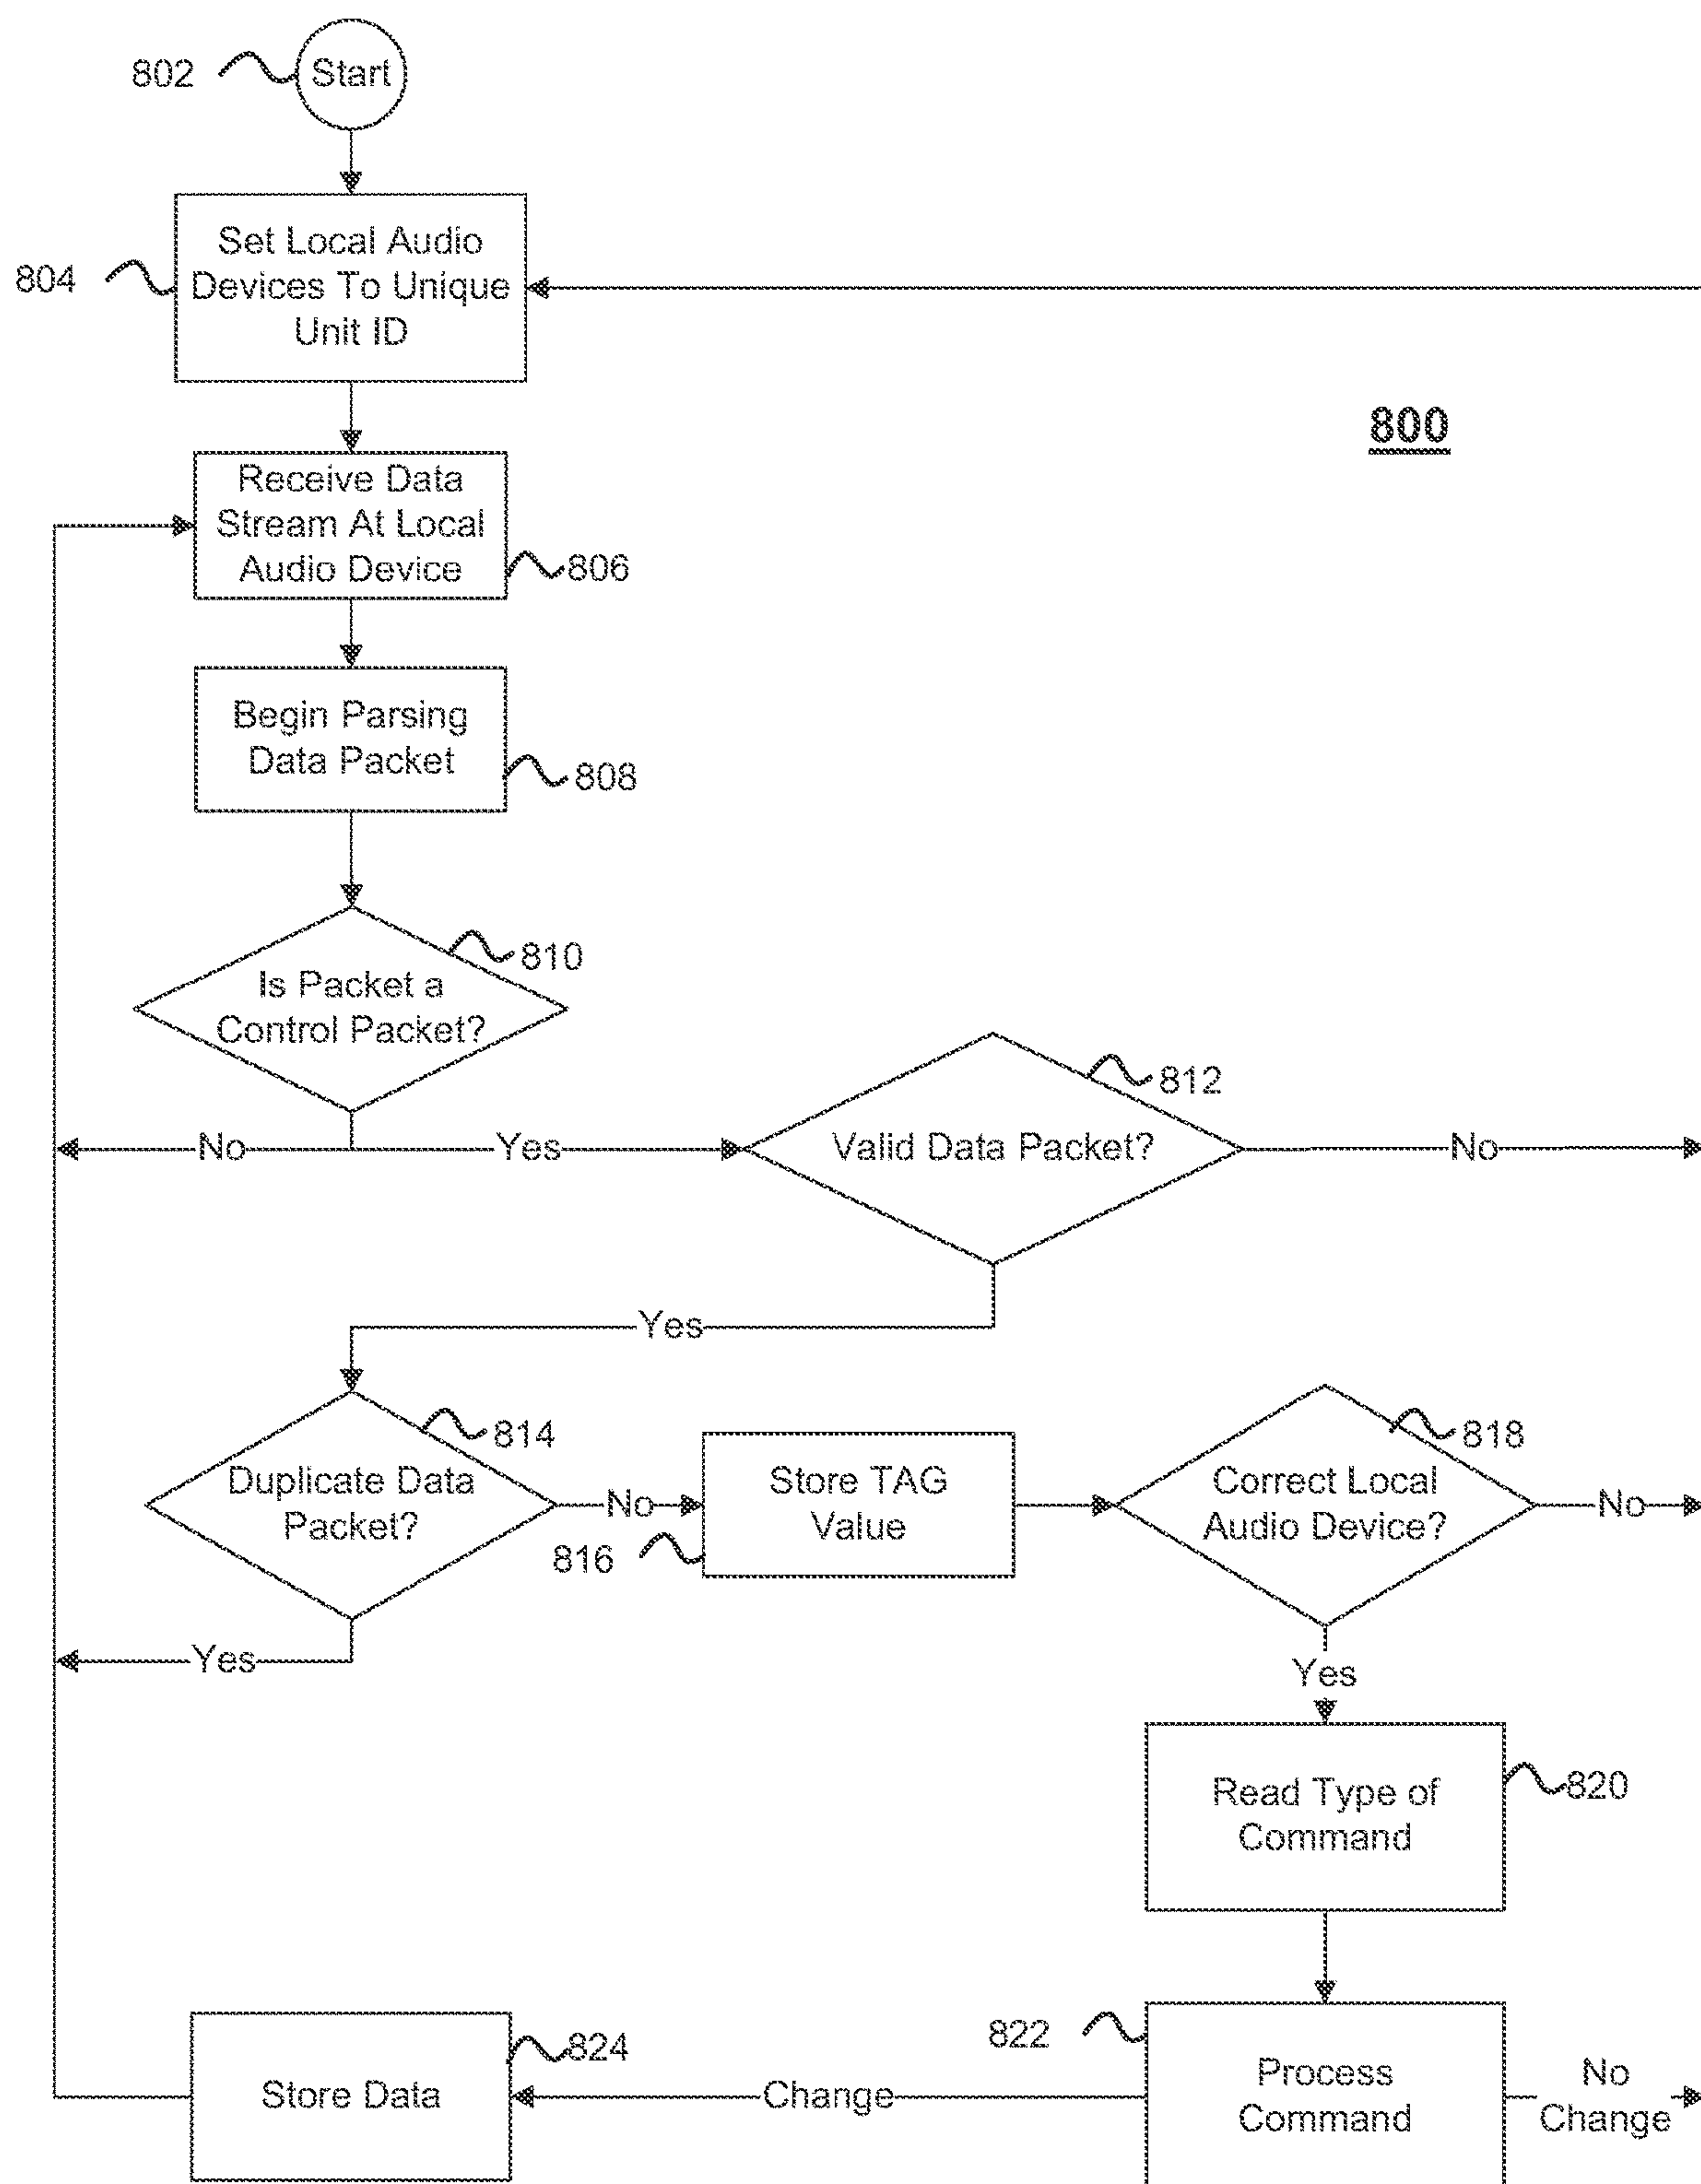 802
Start
Set Local Audio
Devices To Unique
Unit ID
804
800
Receive Data
Stream At Local
Audio Device
806
Begin Parsing
Data Packet
808
810
Is Packet a
Control Packet?
812
Valid Data Packet?
No
Yes
No
Yes
814
Duplicate Data
Packet?
No
Store TAG
Value
816
818
Correct Local
Audio Device?
No
Yes
Yes
Read Type of
Command
820
822
Process
Command
No
Change
Change
824
Store Data